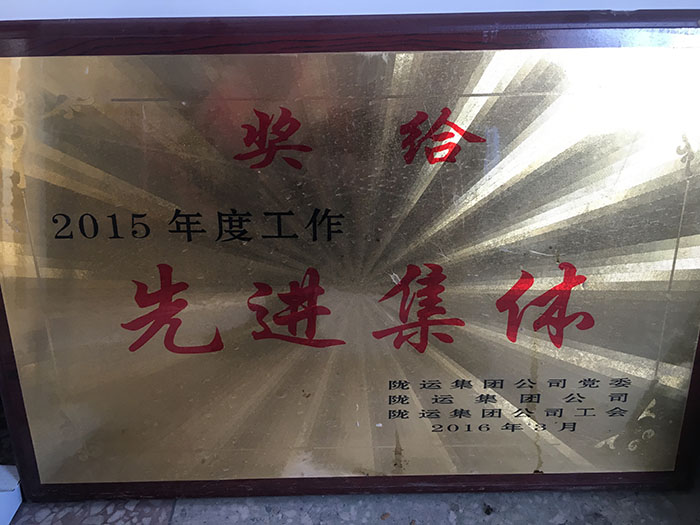 奖给
2015年度工作
先进集体
陇运集团公司党委
陇运集团公司
陇运集团公司工会
2016年3月